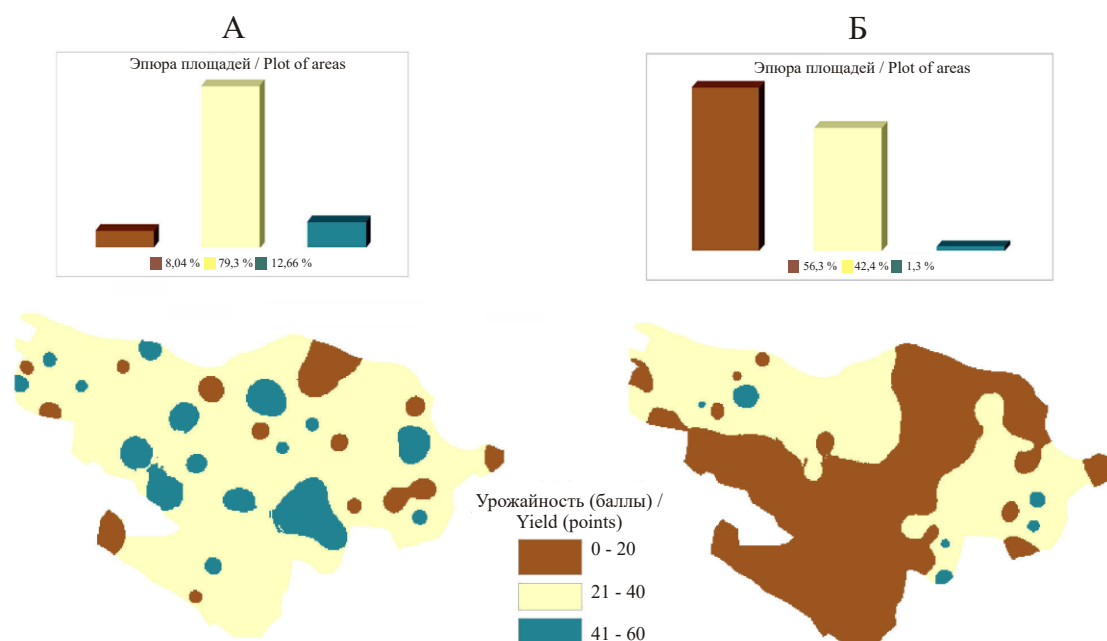 А
Эпюра площадей / Plot of areas
8,04 % 79,3 % 12,66 %
Б
Эпюра площадей / Plot of areas
56,3 % 42,4 % 1,3 %
Урожайность (баллы) /
Yield (points)
0 - 20
21 - 40
41 - 60